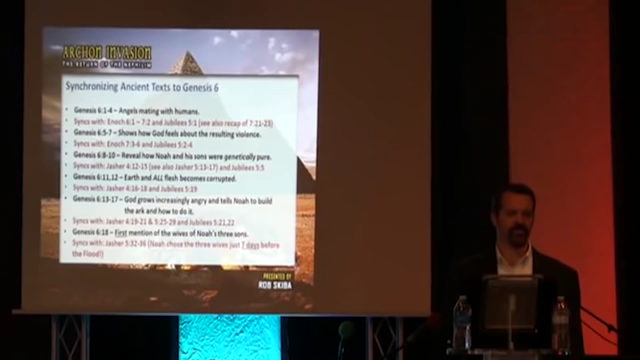 ARCHON INVASION
THE RETURN OF THE NEPHILIM
Synchronizing Ancient Texts to Genesis 6
• Genesis 6:1-4 – Angels mating with humans.
• Syncs with: Enoch 6:1 – 7:2 and Jubilees 5:1 (see also recap of 7:21-23)
• Genesis 6:5-7 – Shows how God feels about the resulting violence.
• Syncs with: Enoch 7:3-6 and Jubilees 5:2-4
• Genesis 6:8-10 – Reveal how Noah and his sons were genetically pure.
• Syncs with: Jasher 4:12-15 (see also Jasher 5:13-17) and Jubilees 5:5
• Genesis 6:11,12 – Earth and ALL flesh becomes corrupted.
• Syncs with: Jasher 4:16-18 and Jubilees 5:19
• Genesis 6:13-17 – God grows increasingly angry and tells Noah to build
the ark and how to do it.
• Syncs with: Jasher 4:19-21 & 5:25-29 and Jubilees 5:21,22
• Genesis 6:18 – First mention of the wives of Noah's three sons.
• Syncs with: Jasher 5:32-36 (Noah chose the three wives just 7 days before
the Flood!)
PRESENTED BY
ROB SKIBA